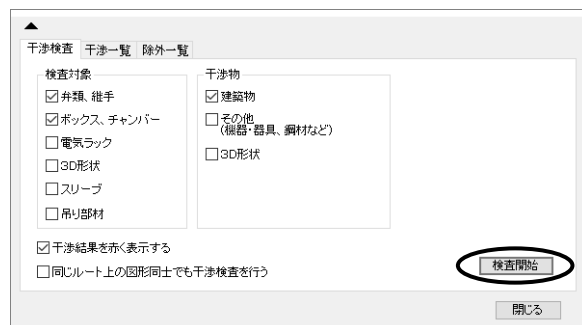 干渉検査 干渉一覧 除外一覧
検査対象
弁類、継手
ボックス、チャンバー
電気ラック
3D形状
スリーブ
吊り部材
干渉物
建築物
その他
(機器・器具、鋼材など)
3D形状
干渉結果を赤く表示する
同じルート上の図形同士でも干渉検査を行う
検査開始
閉じる